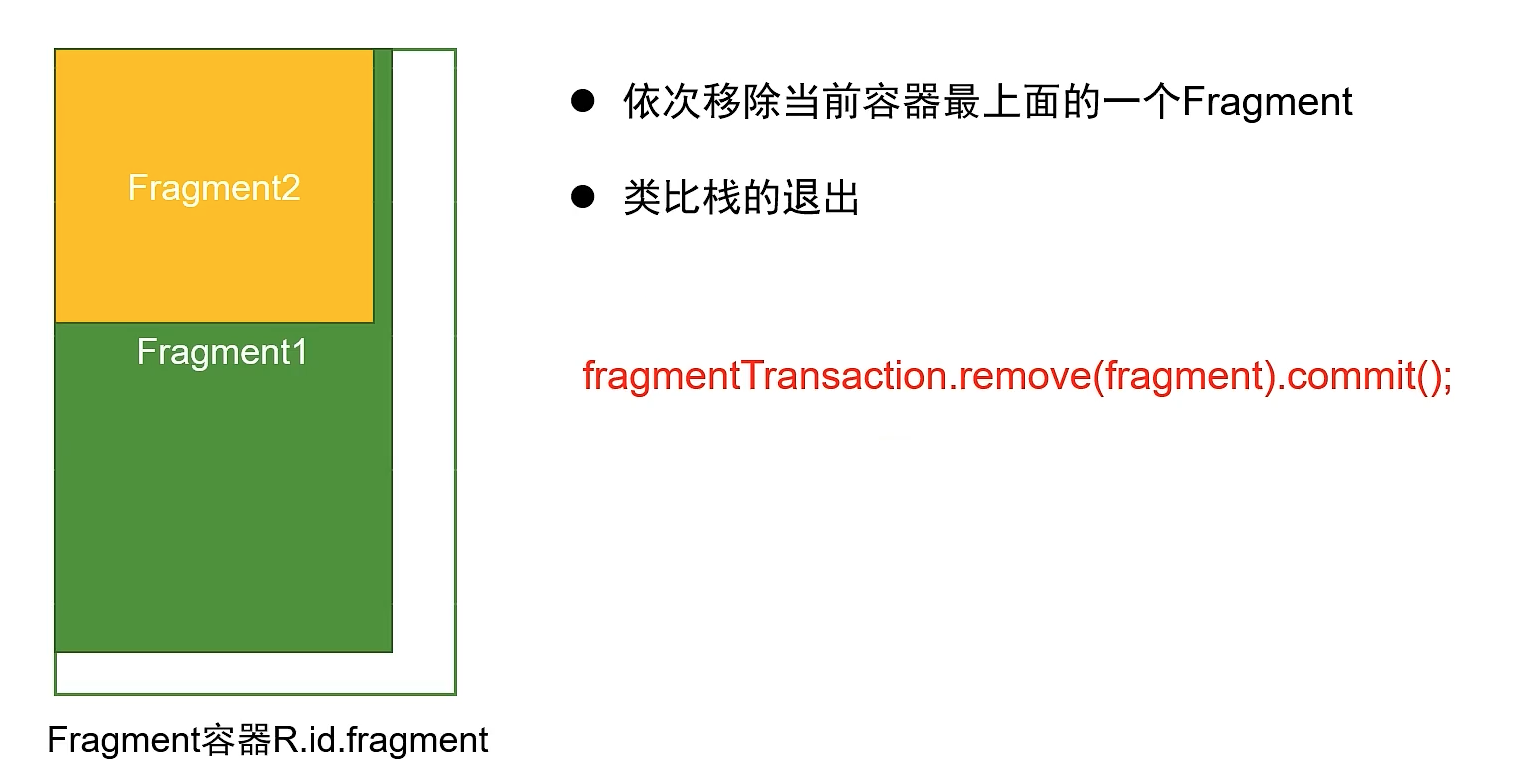 Fragment2
Fragment1
Fragment容器R.id.fragment
● 依次移除当前容器最上面的一个Fragment
● 类比栈的退出
fragmentTransaction.remove(fragment).commit();